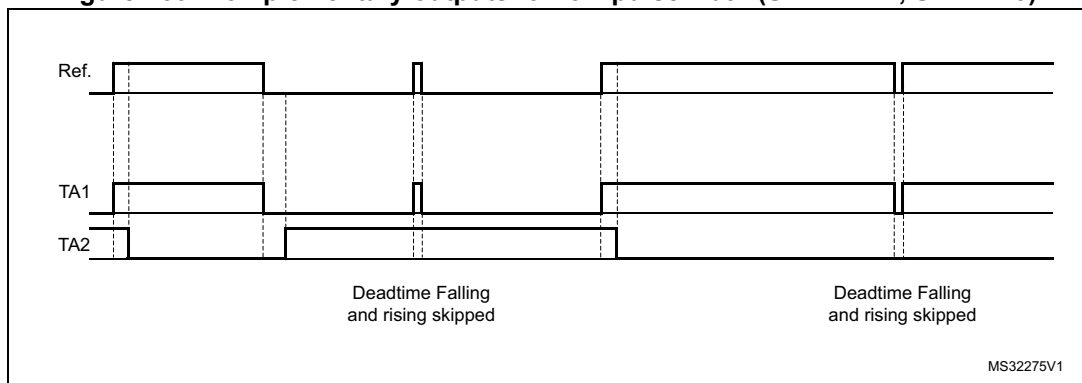 Ref.
TA1
TA2
Deadtime Falling
and rising skipped
Deadtime Falling
and rising skipped
MS32275V1